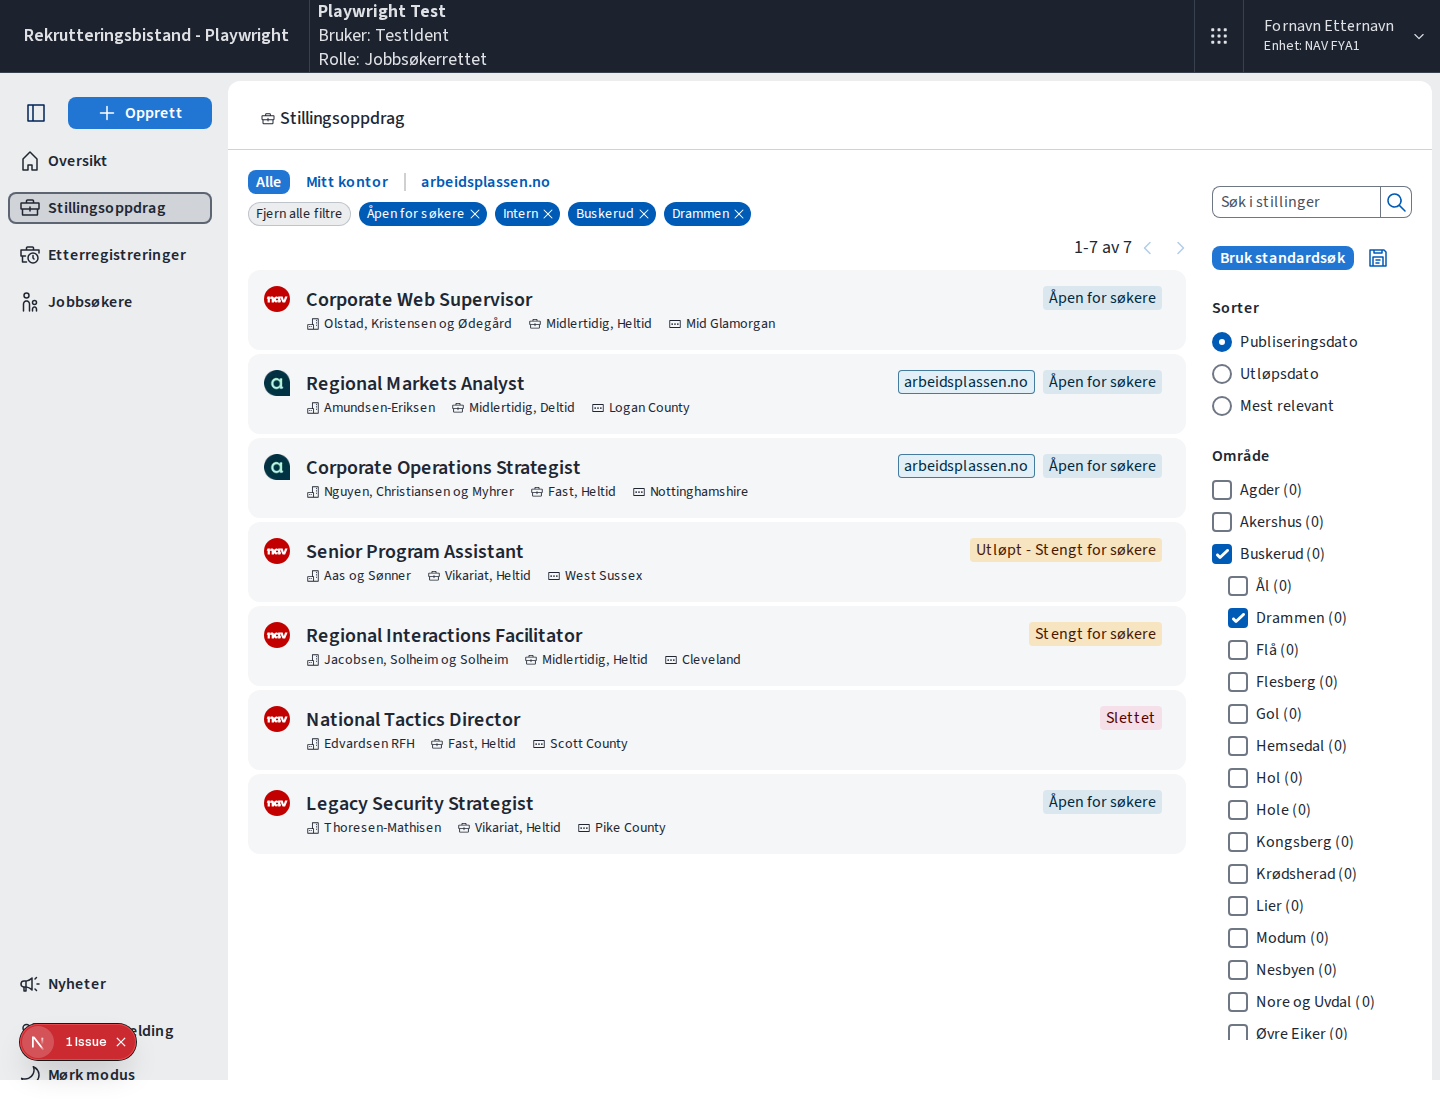 Rekrutteringsbistand - Playwright
Playwright Test
Bruker: TestIdent
Rolle: Jobbsøkerrettet
Fornavn Etternavn
Enhet: NAV FYA1
Opprett
Oversikt
Stillingsoppdrag
Etterregistreringer
Jobbsøkere
Nyheter
elding
1 Issue
Mørk modus
Stillingsoppdrag
Alle
Mitt kontor
arbeidsplassen.no
Fjern alle filtre
Åpen for søkere
Intern
Buskerud
Drammen
1-7 av 7
Corporate Web Supervisor
Åpen for søkere
Olstad, Kristensen og Ødegård
Midlertidig, Heltid
Mid Glamorgan
Regional Markets Analyst
arbeidsplassen.no
Åpen for søkere
Amundsen-Eriksen
Midlertidig, Deltid
Logan County
Corporate Operations Strategist
arbeidsplassen.no
Åpen for søkere
Nguyen, Christiansen og Myhrer
Fast, Heltid
Nottinghamshire
Senior Program Assistant
Utløpt - Stengt for søkere
Aas og Sønner
Vikariat, Heltid
West Sussex
Regional Interactions Facilitator
Stengt for søkere
Jacobsen, Solheim og Solheim
Midlertidig, Heltid
Cleveland
National Tactics Director
Slettet
Edvardsen RFH
Fast, Heltid
Scott County
Legacy Security Strategist
Åpen for søkere
Thoresen-Mathisen
Vikariat, Heltid
Pike County
Søk i stillinger
Bruk standardsøk
Sorter
Publiseringsdato
Utløpsdato
Mest relevant
Område
Agder (0)
Akershus (0)
Buskerud (0)
Ål (0)
Drammen (0)
Flå (0)
Flesberg (0)
Gol (0)
Hemsedal (0)
Hol (0)
Hole (0)
Kongsberg (0)
Krødsherad (0)
Lier (0)
Modum (0)
Nesbyen (0)
Nore og Uvdal (0)
Øvre Eiker (0)